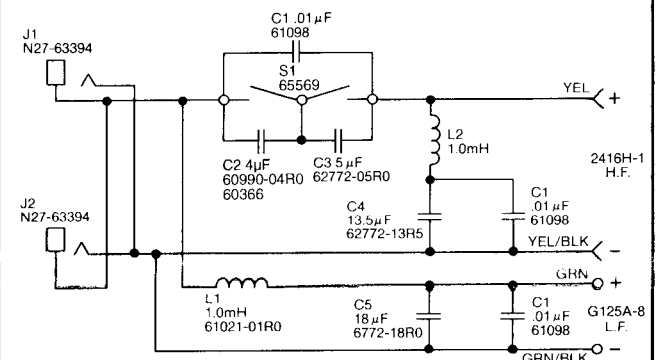 C1 .01μF
61098
J1
N27-63394
S1
65569
YEL
+
L2
1.0mH
C2 4μF
60990-04R0
60366
C3 5μF
62772-05R0
2416H-1
H.F.
J2
N27-63394
C4
13.5μF
62772-13R5
C1
.01μF
61098
YEL/BLK
-
GRN
+
L1
1.0mH
61021-01R0
C5
18μF
6772-18R0
C1
.01μF
61098
G125A-8
L.F.
GRN/BLK
-